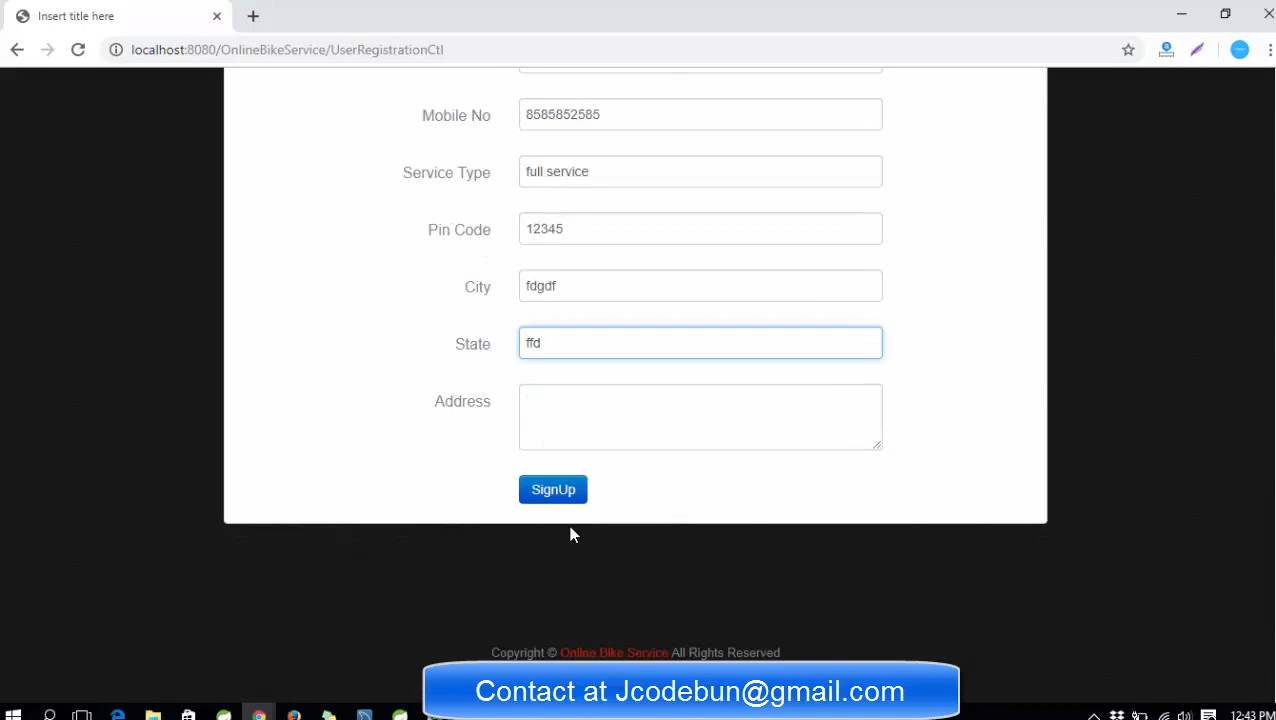 Insert title here
localhost:8080/OnlineBikeService/UserRegistrationCtl
Mobile No 8585852585
Service Type full service
Pin Code 12345
City fdgdf
State ffd
Address
SignUp
Copyright © Online Bike Service All Rights Reserved
Contact at Jcodebun@gmail.com
12:43 PM